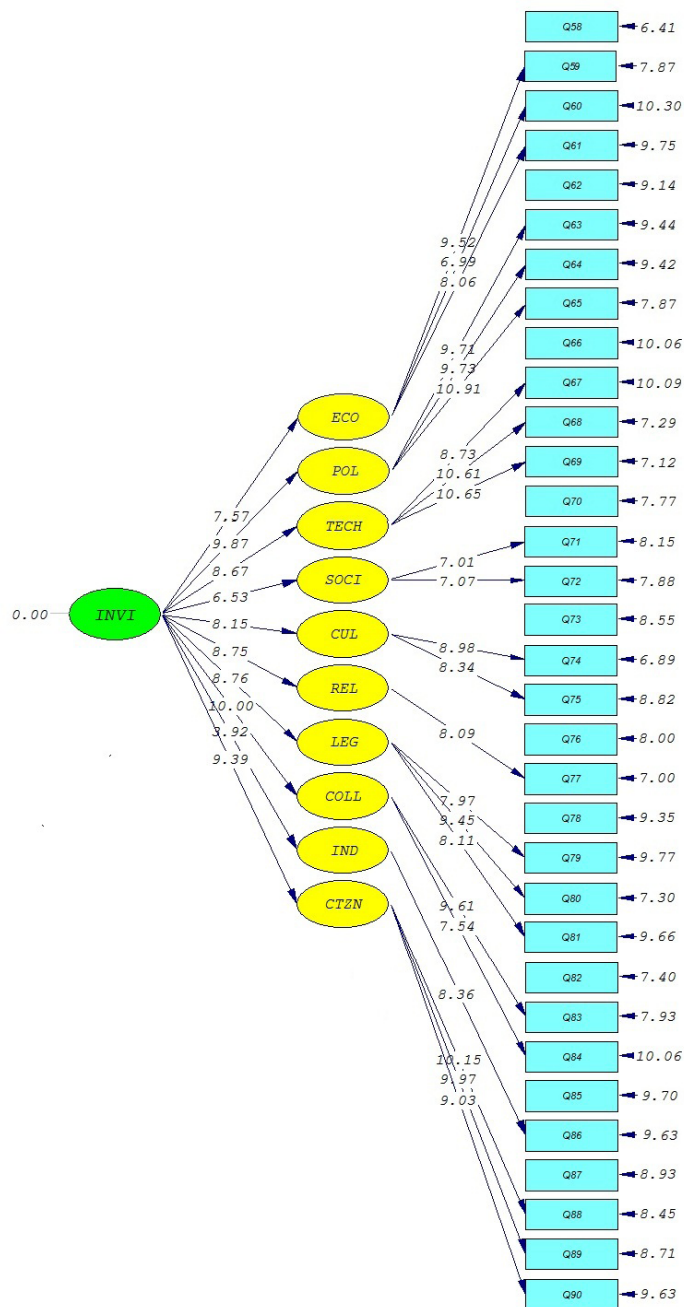 Q58 6.41
Q59 7.87
Q60 10.30
Q61 9.75
Q62 9.14
Q63 9.44
9.52
6.99
Q64 9.42
8.06
Q65 7.87
Q66 10.06
9.71
9.73
Q67 10.09
10.91
ECO
Q68 7.29
8.73
Q69 7.12
POL
10.61
10.65
Q70 7.77
7.57
TECH
9.87
Q71 8.15
7.01
8.67
SOCI
7.07
Q72 7.88
6.53
0.00 INVI
Q73 8.55
8.15
CUL
8.98
Q74 6.89
8.75
8.34
8.76
REL
Q75 8.82
10.00
3.92
8.09
Q76 8.00
LEG
9.39
Q77 7.00
COLL
7.97
Q78 9.35
9.45
8.11
IND
Q79 9.77
Q80 7.30
CTZN
9.61
7.54
Q81 9.66
Q82 7.40
8.36
Q83 7.93
10.15
Q84 10.06
9.97
9.03
Q85 9.70
Q86 9.63
Q87 8.93
Q88 8.45
Q89 8.71
Q90 9.63